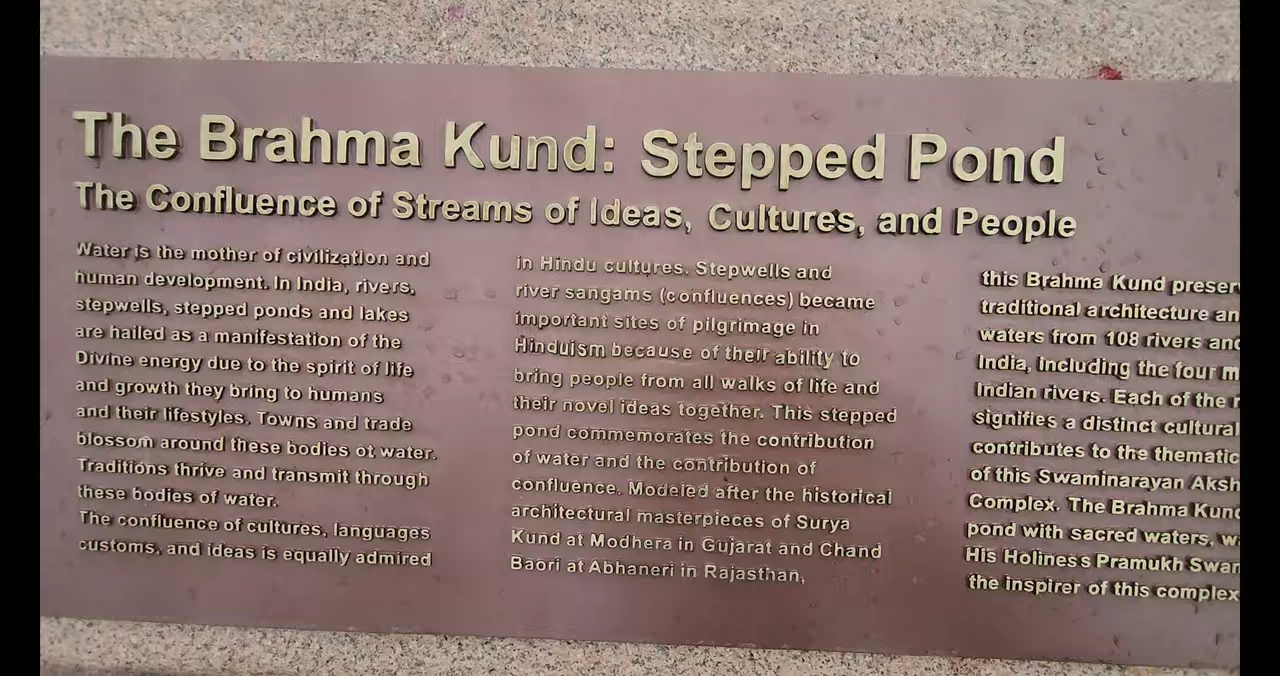 The Brahma Kund: Stepped Pond
The Confluence of Streams of Ideas, Cultures, and People
Water is the mother of civilization and
human development. In India, rivers,
stepwells, stepped ponds and lakes
are hailed as a manifestation of the
Divine energy due to the spirit of life
and growth they bring to humans
and their lifestyles. Towns and trade
blossom around these bodies of water.
Traditions thrive and transmit through
these bodies of water.
The confluence of cultures, languages
customs, and ideas is equally admired
in Hindu cultures. Stepwells and
river sangams (confluences) became
important sites of pilgrimage in
Hinduism because of their ability to
bring people from all walks of life and
their novel ideas together. This stepped
pond commemorates the contribution
of water and the contribution of
confluence. Modeled after the historical
architectural masterpieces of Surya
Kund at Modhera in Gujarat and Chand
Baori at Abhaneri in Rajasthan,
this Brahma Kund
traditional architecture
waters from 108 rivers
India, including the four
Indian rivers. Each of the
signifies a distinct cultural
contributes to the thematic
of this Swaminarayan
Complex. The Brahma
pond with sacred waters,
His Holiness Pramukh
the inspirer of this complex